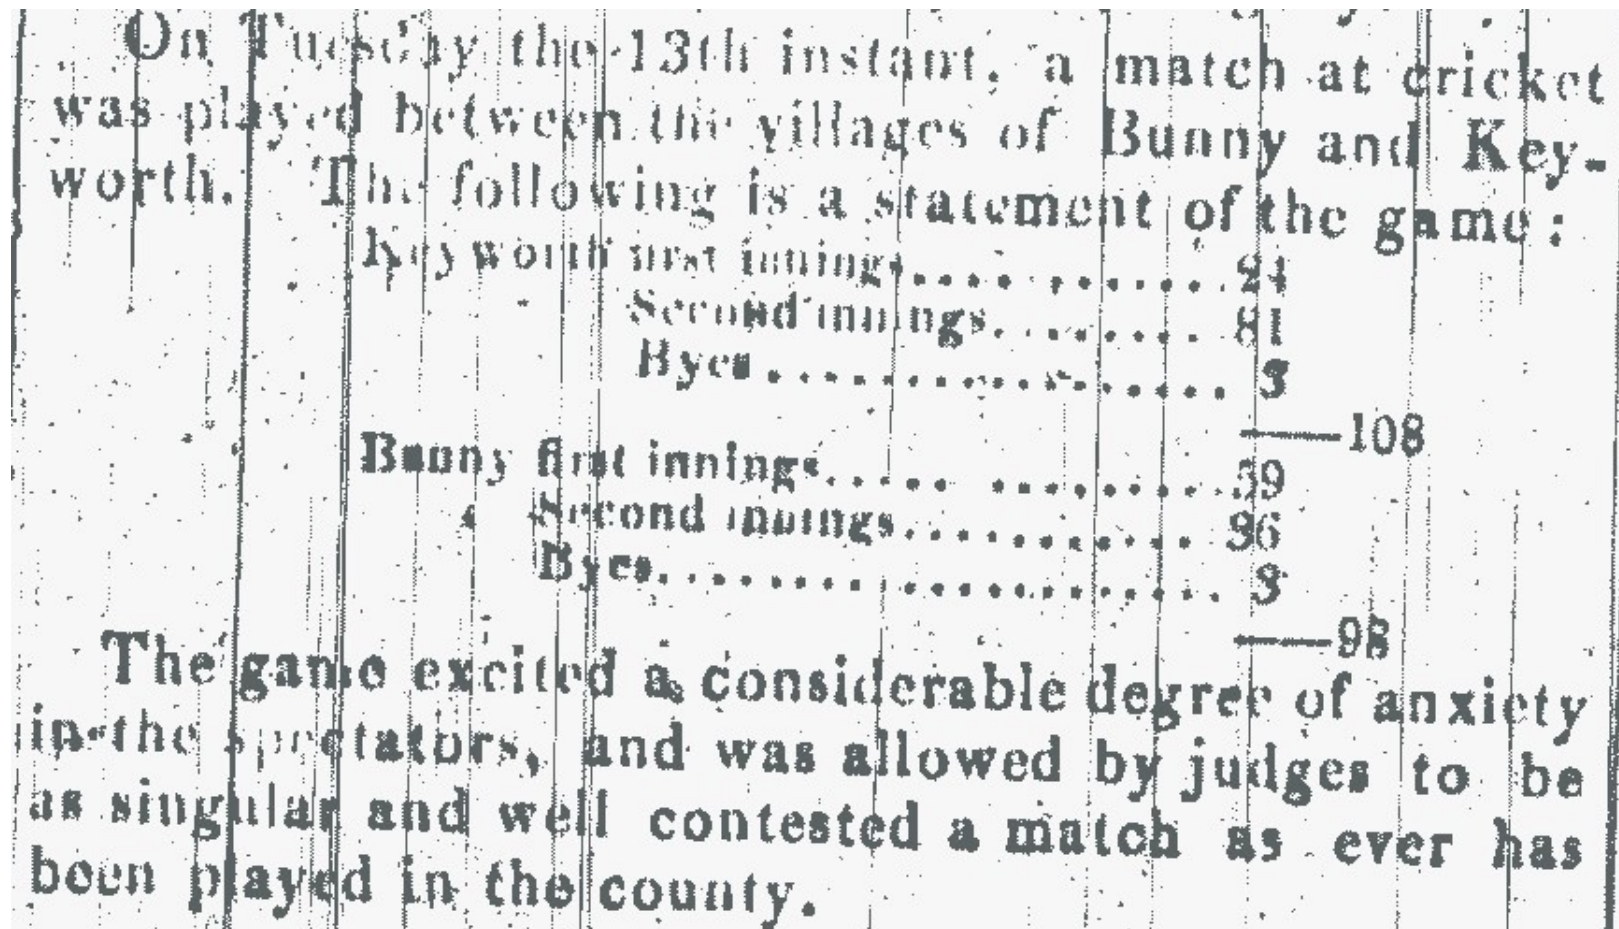 On Tuesday the 13th instant, a match at cricket
was played between the villages of Bunny and Key-
worth. The following is a statement of the game:
Keyworth first innings.............. 24
Second innings........ 81
Byes................. 3
—108
Bunny first innings.............. 59
Second innings........... 36
Byes..................... 3
—98
The game excited a considerable degree of anxiety
in the spectators, and was allowed by judges to be
as singular and well contested a match as ever has
been played in the county.